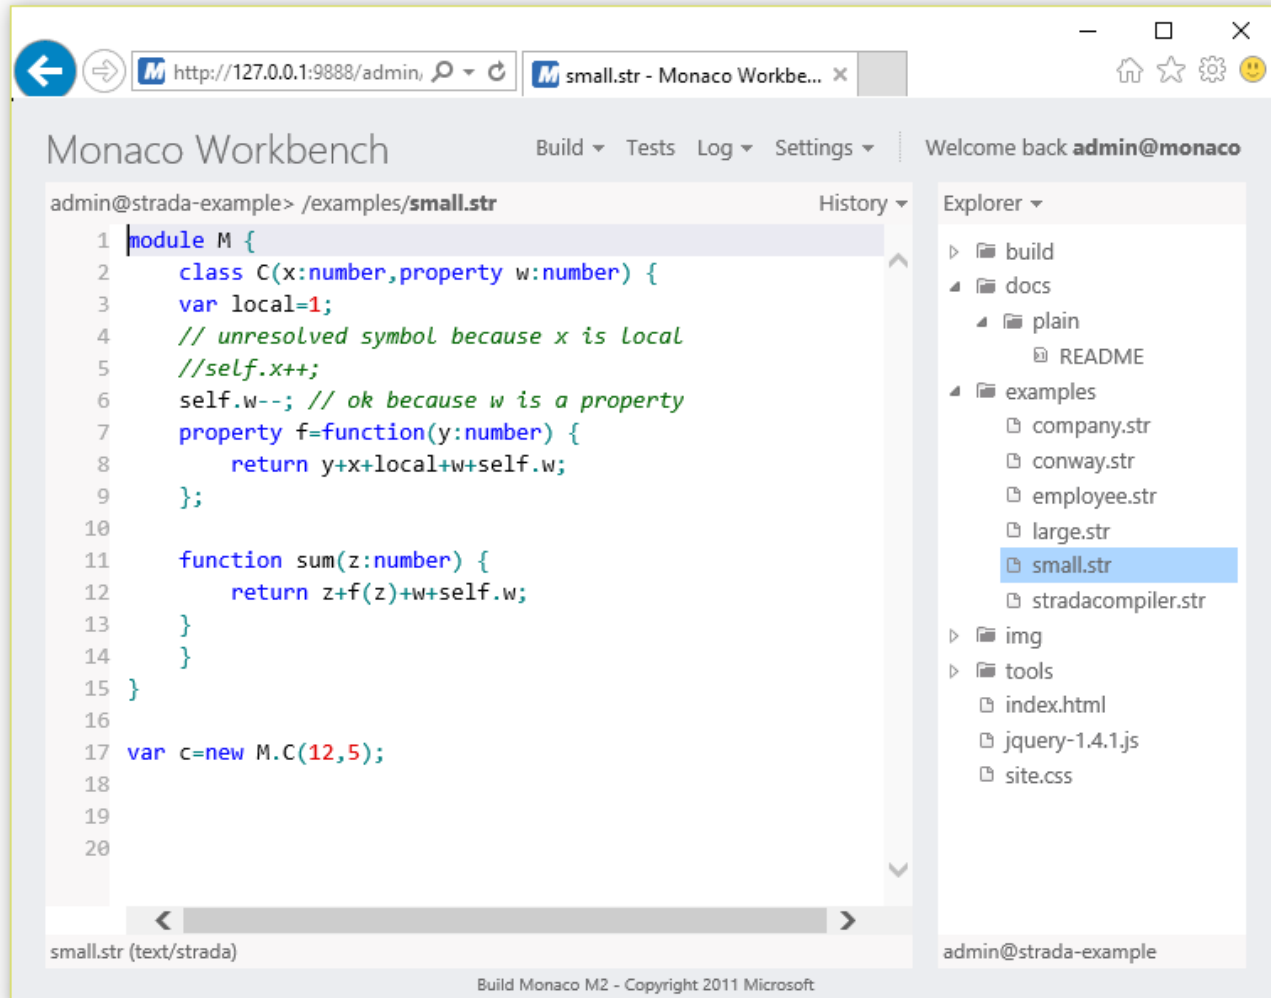 http://127.0.0.1:9888/admin,
small.str - Monaco Workbe...
Monaco Workbench
Build Tests Log Settings
Welcome back admin@monaco
admin@strada-example> /examples/small.str
History
1 module M {
2     class C(x:number,property w:number) {
3     var local=1;
4     // unresolved symbol because x is local
5     //self.x++;
6     self.w--; // ok because w is a property
7     property f=function(y:number) {
8         return y+x+local+w+self.w;
9     };
10
11     function sum(z:number) {
12         return z+f(z)+w+self.w;
13     }
14     }
15 }
16
17 var c=new M.C(12,5);
18
19
20
small.str (text/strada)
Explorer
build
docs
plain
README
examples
company.str
conway.str
employee.str
large.str
small.str
stradacompiler.str
img
tools
index.html
jquery-1.4.1.js
site.css
admin@strada-example
Build Monaco M2 - Copyright 2011 Microsoft